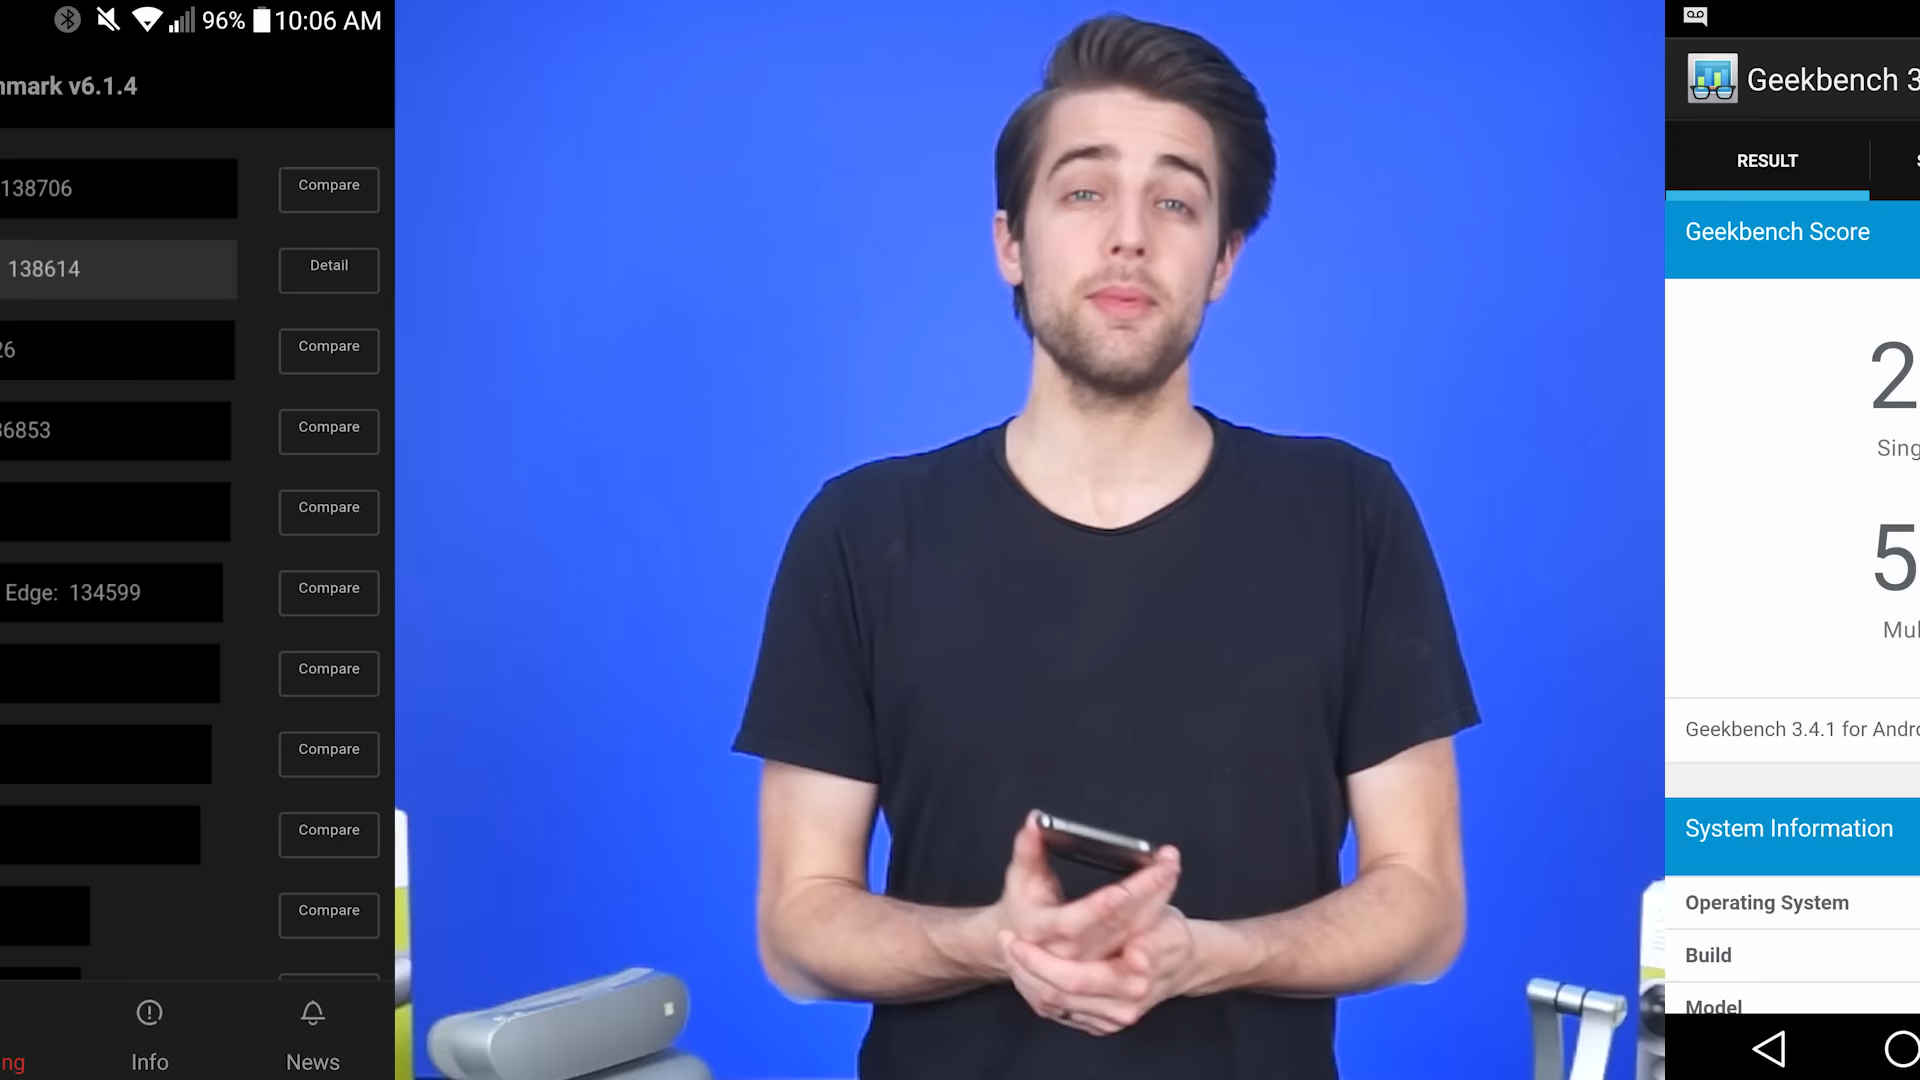 96% 10:06 AM
nmark v6.1.4
138706
Compare
138614
Detail
26
Compare
36853
Compare
Compare
Edge: 134599
Compare
Compare
Compare
Compare
Compare
ng
Info
News
Geekbench 3
RESULT
S
Geekbench Score
2
Sing
5
Mul
Geekbench 3.4.1 for Andro
System Information
Operating System
Build
Model